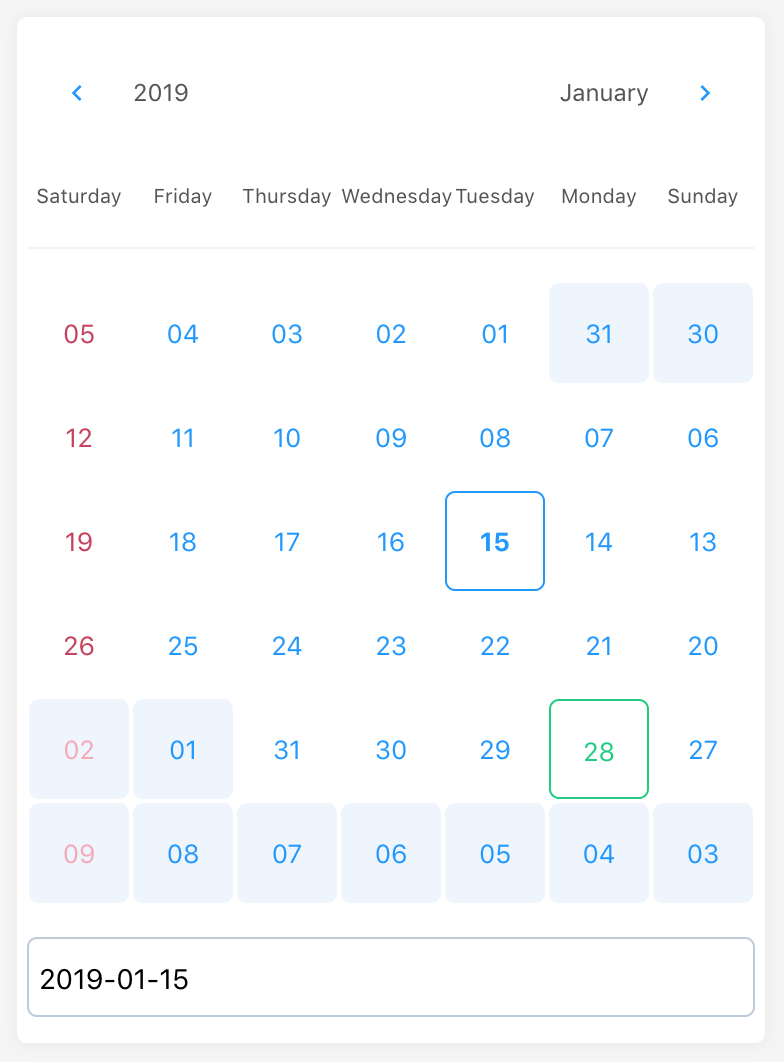 2019 January
Saturday Friday Thursday Wednesday Tuesday Monday Sunday
05 04 03 02 01 31 30
12 11 10 09 08 07 06
19 18 17 16 15 14 13
26 25 24 23 22 21 20
02 01 31 30 29 28 27
09 08 07 06 05 04 03
2019-01-15